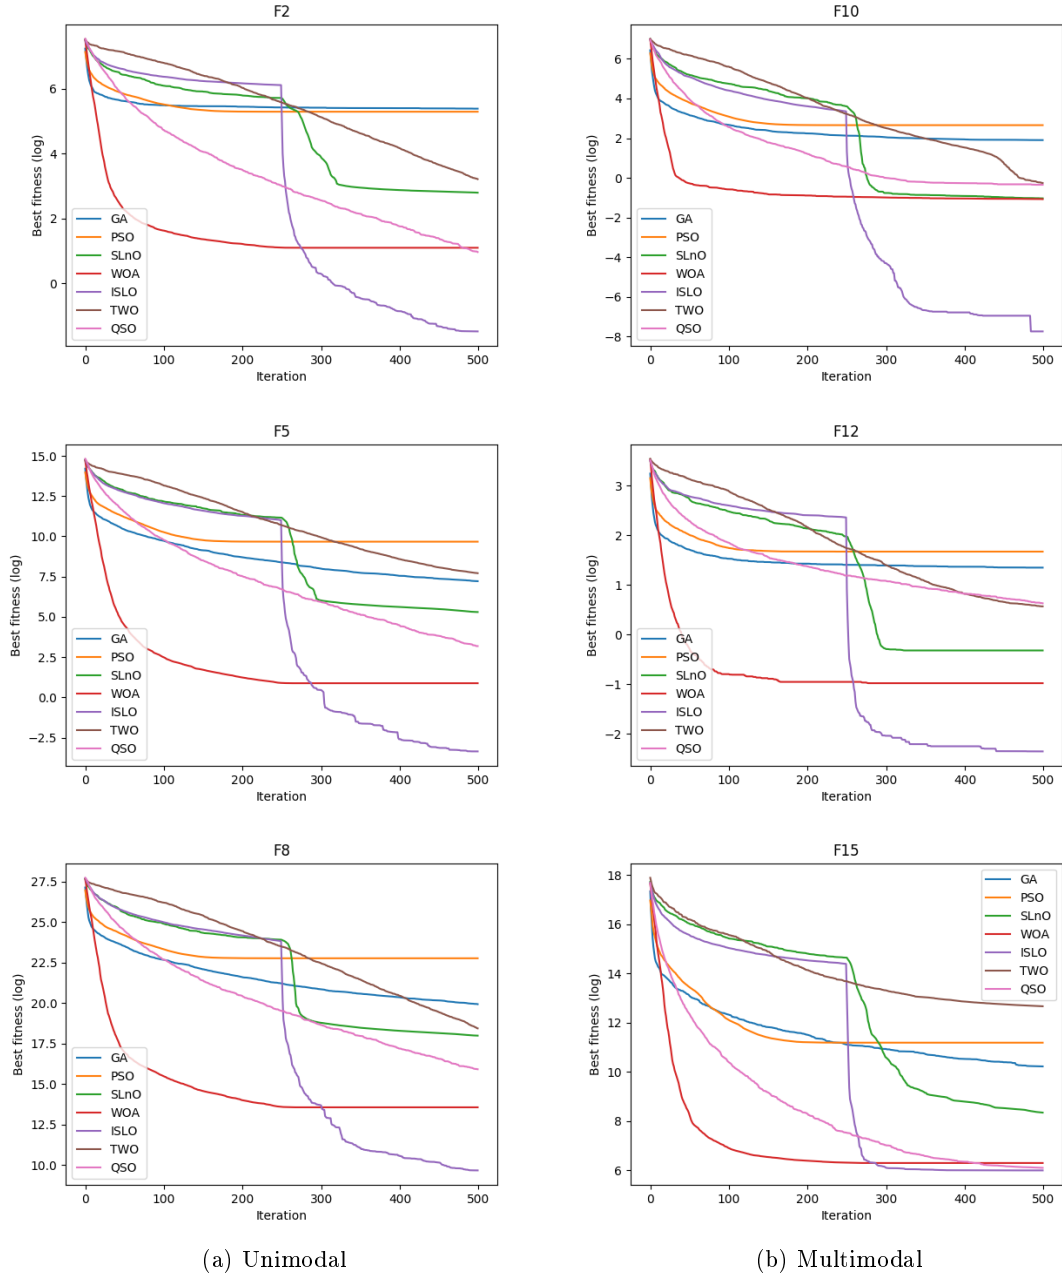 F2
Best fitness (log)
6
4
2
0
GA
PSO
SLnO
WOA
ISLO
TWO
QSO
0 100 200 300 400 500
Iteration
F10
Best fitness (log)
6
4
2
0
−2
−4
−6
−8
GA
PSO
SLnO
WOA
ISLO
TWO
QSO
0 100 200 300 400 500
Iteration
F5
Best fitness (log)
15.0
12.5
10.0
7.5
5.0
2.5
0.0
−2.5
GA
PSO
SLnO
WOA
ISLO
TWO
QSO
0 100 200 300 400 500
Iteration
F12
Best fitness (log)
3
2
1
0
−1
−2
GA
PSO
SLnO
WOA
ISLO
TWO
QSO
0 100 200 300 400 500
Iteration
F8
Best fitness (log)
27.5
25.0
22.5
20.0
17.5
15.0
12.5
10.0
GA
PSO
SLnO
WOA
ISLO
TWO
QSO
0 100 200 300 400 500
Iteration
F15
Best fitness (log)
18
16
14
12
10
8
6
GA
PSO
SLnO
WOA
ISLO
TWO
QSO
0 100 200 300 400 500
Iteration
(a) Unimodal
(b) Multimodal